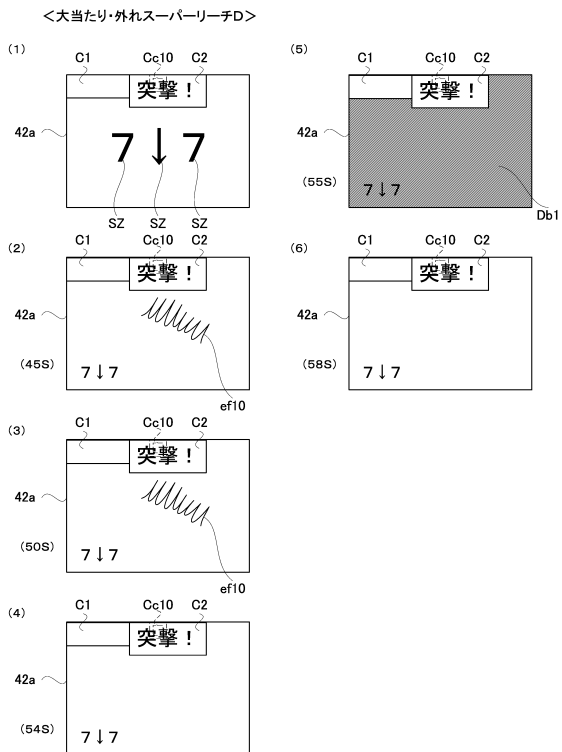 ＜大当たり・外れスーパーリーチD＞
(1)
C1 Cc10 C2
突撃！
42a
7↓7
SZ SZ SZ
(2)
C1 Cc10 C2
突撃！
42a
(45S)
7↓7
ef10
(3)
C1 Cc10 C2
突撃！
42a
(50S)
7↓7
ef10
(4)
C1 Cc10 C2
突撃！
42a
(54S)
7↓7
(5)
C1 Cc10 C2
突撃！
42a
(55S)
7↓7
Db1
(6)
C1 Cc10 C2
突撃！
42a
(58S)
7↓7